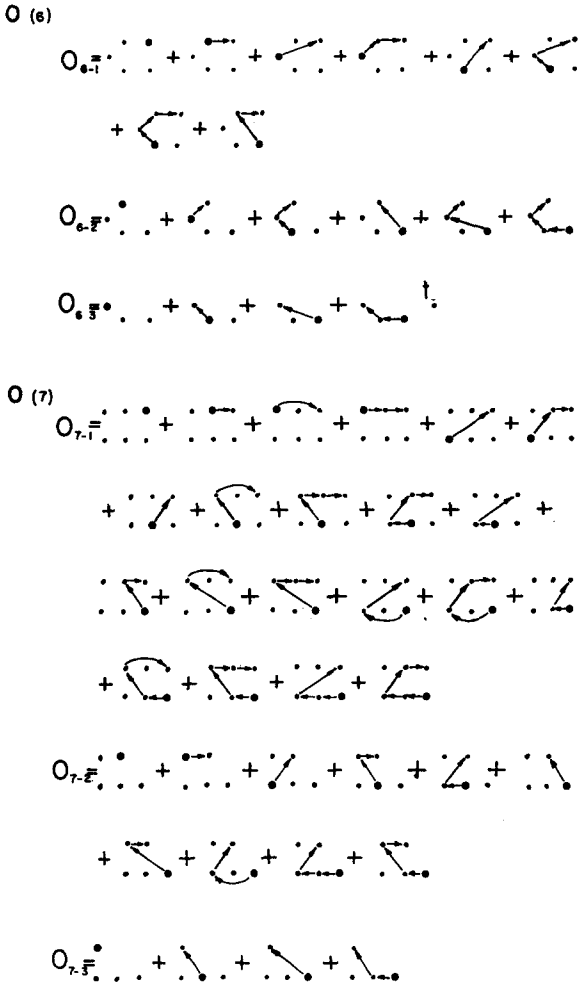 O (6)
O6-1= + + + + +
+ +
O6-2= + + + + +
O6-3= + + +
O (7)
O7-1= + + + + +
+ + + + + +
+ + + + +
+ + + +
O7-2= + + + + +
+ + + +
O7-3= + + +